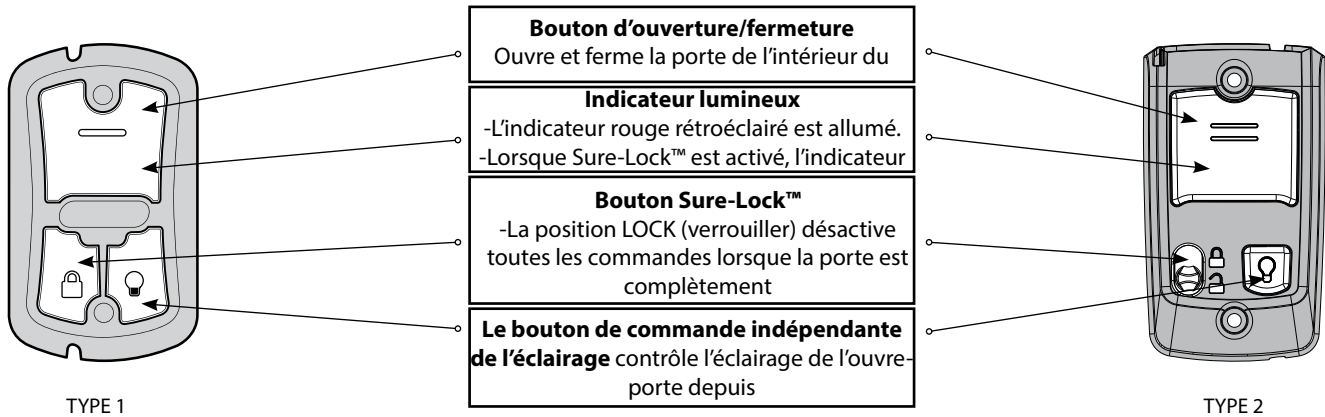 Bouton d’ouverture/fermeture
Ouvre et ferme la porte de l’intérieur du
Indicateur lumineux
-L’indicateur rouge rétroéclairé est allumé.
-Lorsque Sure-Lock™ est activé, l’indicateur
Bouton Sure-Lock™
-La position LOCK (verrouiller) désactive
toutes les commandes lorsque la porte est
complètement
Le bouton de commande indépendante
de l’éclairage contrôle l’éclairage de l’ouvre-
porte depuis
TYPE 1
TYPE 2